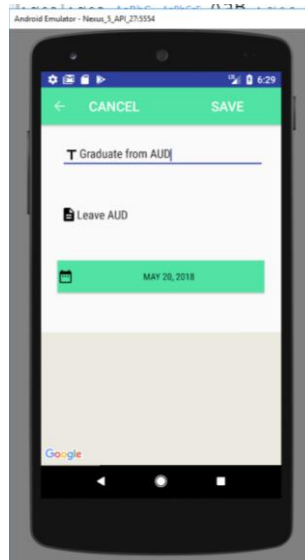 Android Emulator - Nexus_5_API_27:5554
6:29
CANCEL SAVE
Graduate from AUD
Leave AUD
MAY 20, 2018
Google